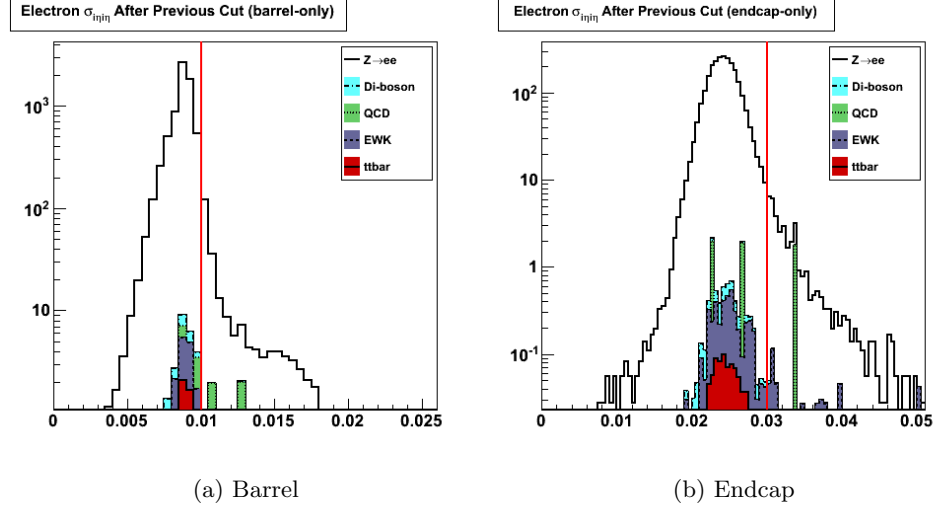 Electron σiηiη After Previous Cut (barrel-only)
Z→ee
Di-boson
QCD
EWK
ttbar
10³
10²
10
0 0.005 0.01 0.015 0.02 0.025
(a) Barrel
Electron σiηiη After Previous Cut (endcap-only)
Z→ee
Di-boson
QCD
EWK
ttbar
10²
10
1
10⁻¹
0 0.01 0.02 0.03 0.04 0.05
(b) Endcap